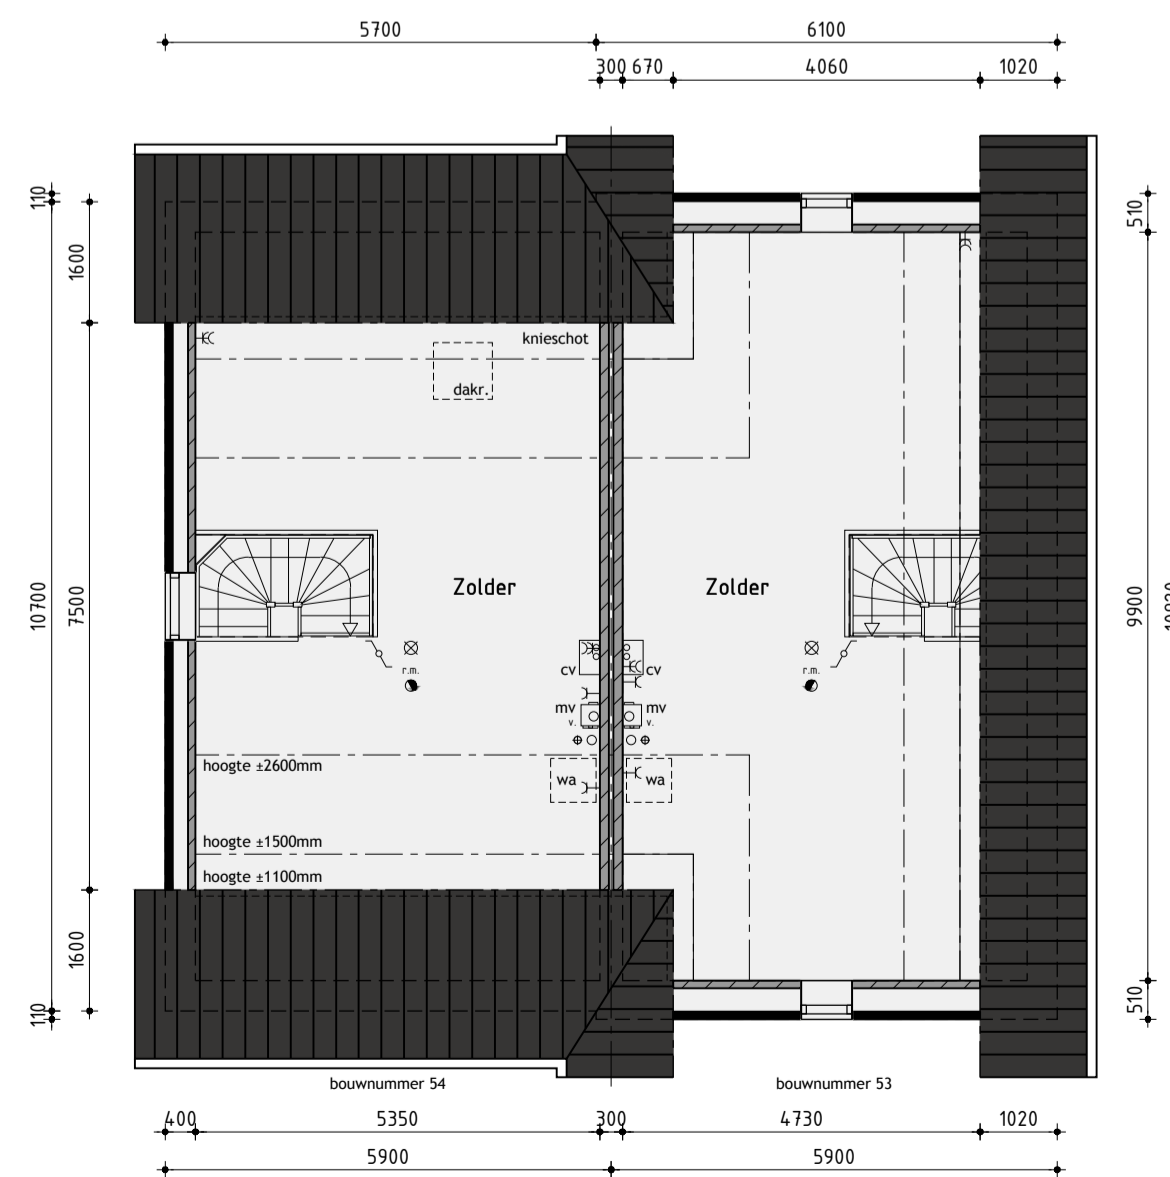 5700
6100
300 670
4060
1020
110
1600
510
knieschot
dakr.
10700
7500
Zolder
Zolder
9900
r.m.
r.m.
cv
cv
mv
mv
v.
v.
hoogte ±2600mm
wa
wa
hoogte ±1500mm
hoogte ±1100mm
1600
110
510
bouwnummer 54
bouwnummer 53
400
5350
300
4730
1020
5900
5900